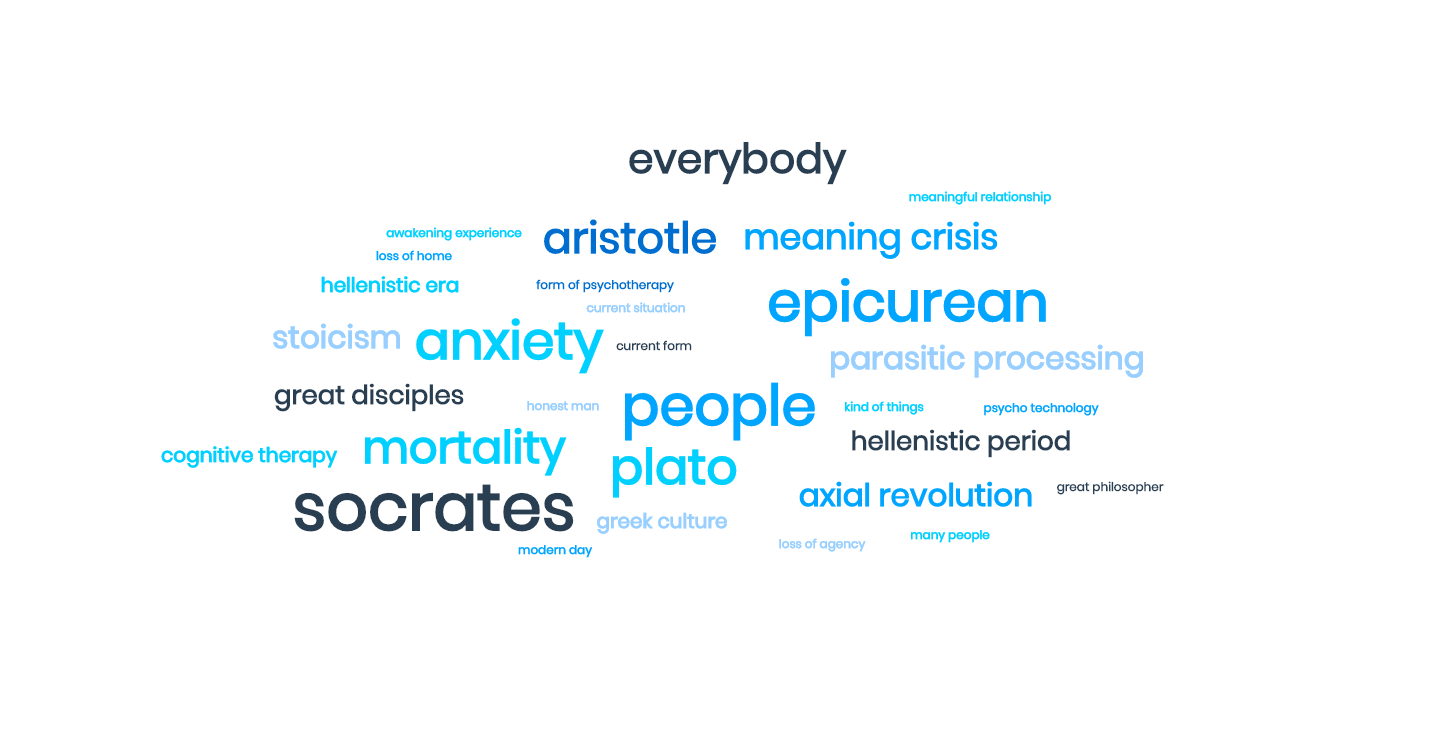 everybody
meaningful relationship
awakening experience
aristotle
meaning crisis
loss of home
hellenistic era
form of psychotherapy
current situation
epicurean
stoicism
anxiety
current form
parasitic processing
great disciples
honest man
people
kind of things
psycho technology
hellenistic period
mortality
cognitive therapy
plato
axial revolution
great philosopher
socrates
greek culture
many people
loss of agency
modern day